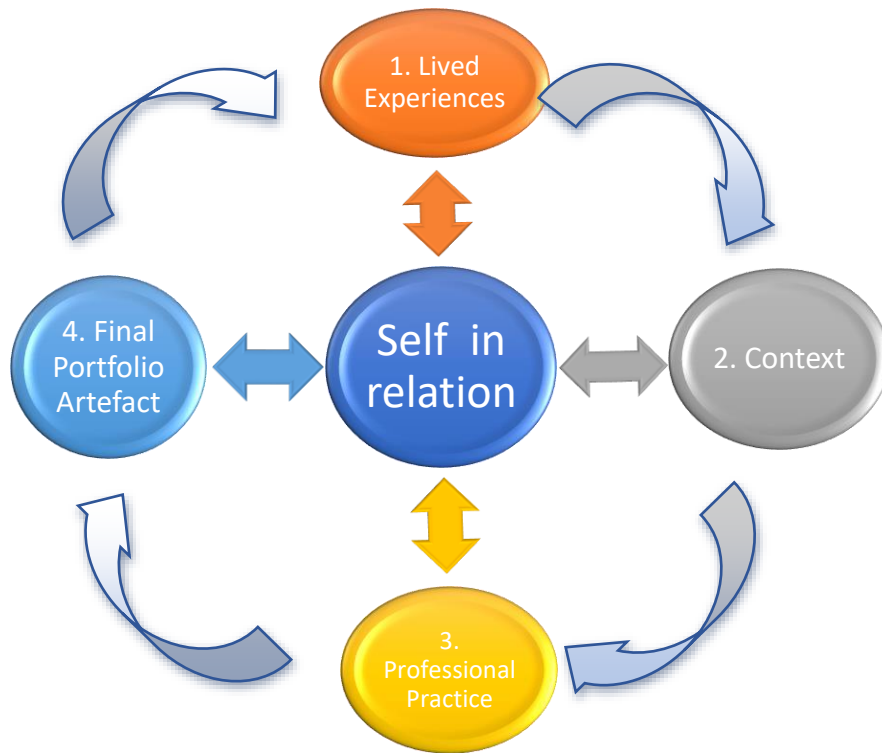 1. Lived
Experiences
4. Final
Portfolio
Artefact
Self in
relation
2. Context
3.
Professional
Practice